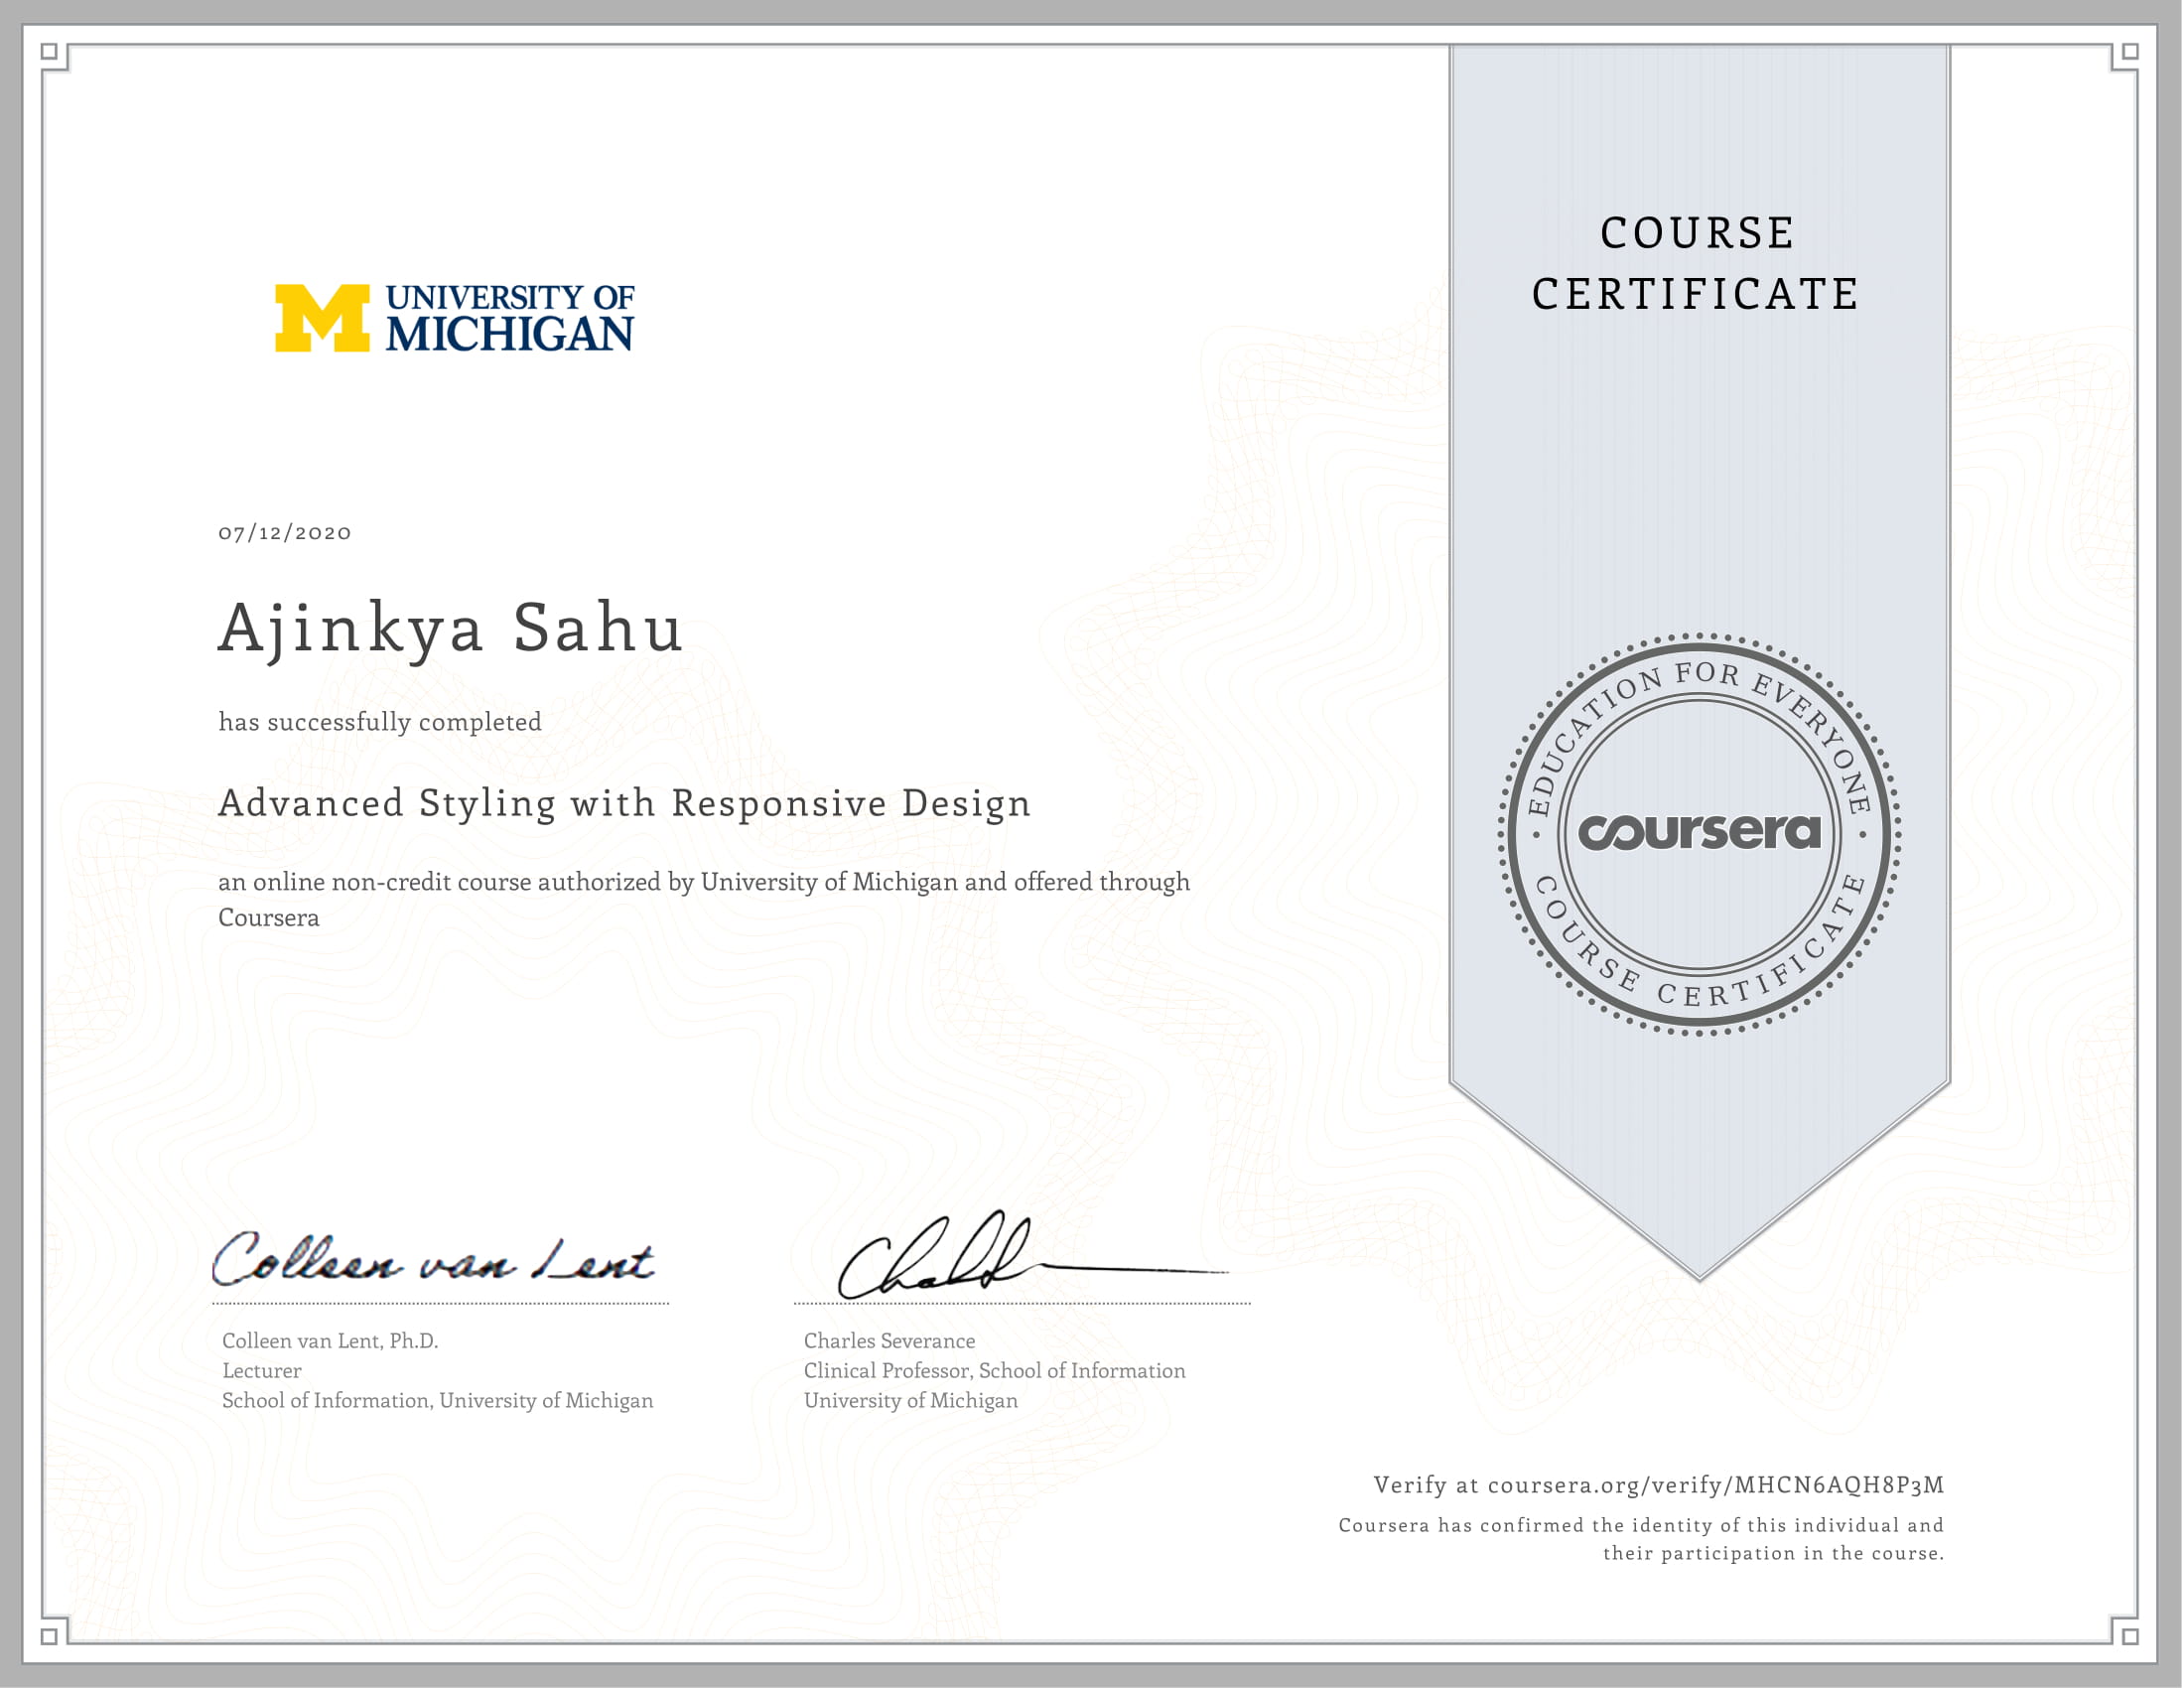 COURSE
CERTIFICATE
M UNIVERSITY OF
MICHIGAN
07/12/2020
Ajinkya Sahu
has successfully completed
Advanced Styling with Responsive Design
an online non-credit course authorized by University of Michigan and offered through
Coursera
EDUCATION FOR EVERYONE
coursera
COURSE CERTIFICATE
Colleen van Lent
Colleen van Lent, Ph.D.
Lecturer
School of Information, University of Michigan
Charles Severance
Clinical Professor, School of Information
University of Michigan
Verify at coursera.org/verify/MHCN6AQH8P3M
Coursera has confirmed the identity of this individual and
their participation in the course.